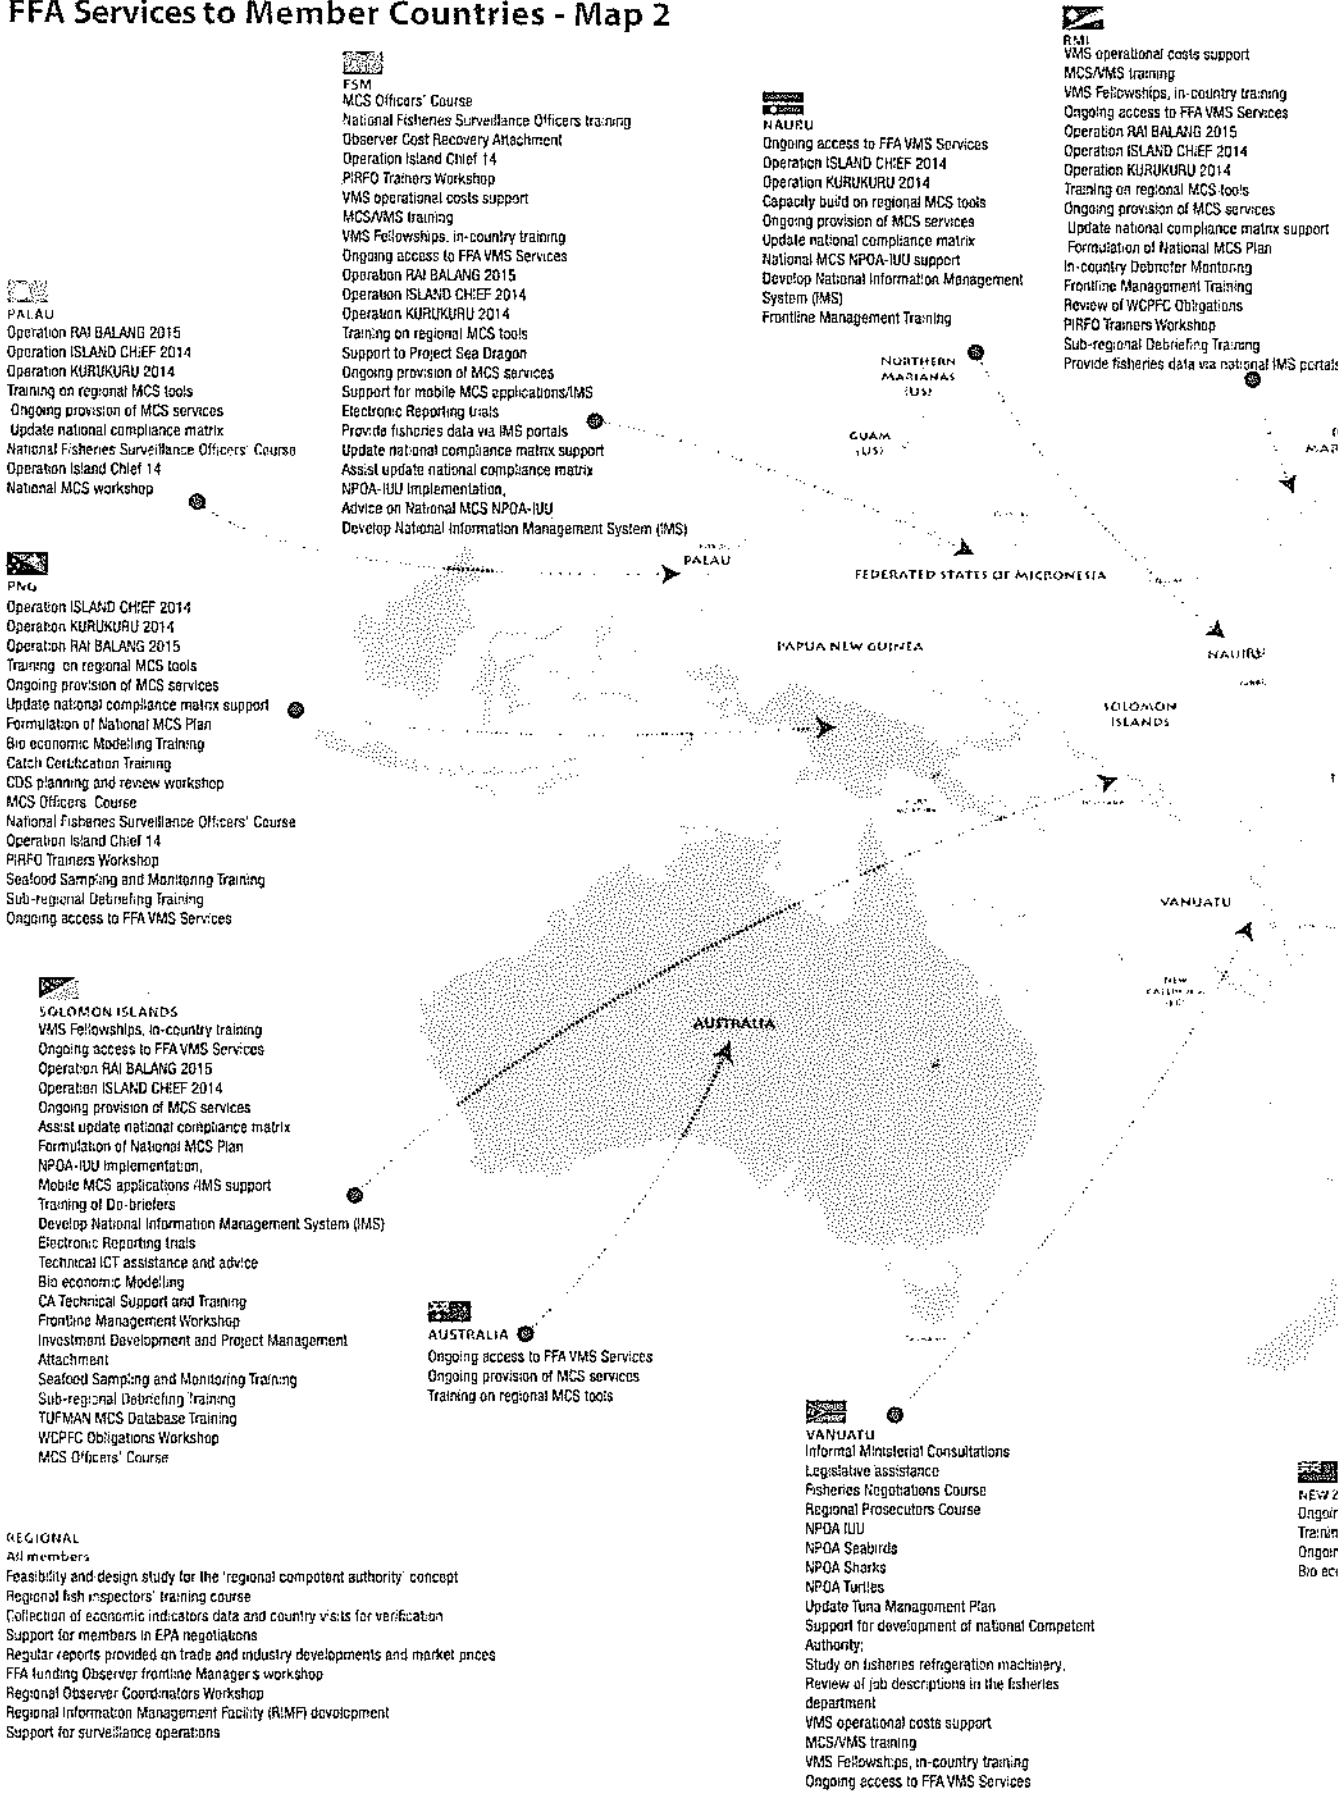 FFA Services to Member Countries - Map 2
FSM
MCS Officers' Course
National Fisheries Surveillance Officers training
Observer Cost Recovery Attachment
Operation Island Chief 14
PIRFO Trainers Workshop
VMS operational costs support
MCS/VMS training
VMS Fellowships, in-country training
Ongoing access to FFA VMS Services
Operation RAI BALANG 2015
Operation ISLAND CHIEF 2014
Operation KURUKURU 2014
Training on regional MCS tools
Support to Project Sea Dragon
Ongoing provision of MCS services
Support for mobile MCS applications/IMS
Electronic Reporting trials
Provide fisheries data via IMS portals
Update national compliance matrix support
Assist update national compliance matrix
NPOA-IUU Implementation,
Advice on National MCS NPOA-IUU
Develop National Information Management System (IMS)
NAURU
Ongoing access to FFA VMS Services
Operation ISLAND CHIEF 2014
Operation KURUKURU 2014
Capacity build on regional MCS tools
Ongoing provision of MCS services
Update national compliance matrix
National MCS NPOA-IUU support
Develop National Information Management
System (IMS)
Frontline Management Training
RMI
VMS operational costs support
MCS/VMS training
VMS Fellowships, in-country training
Ongoing access to FFA VMS Services
Operation RAI BALANG 2015
Operation ISLAND CHIEF 2014
Operation KURUKURU 2014
Training on regional MCS tools
Ongoing provision of MCS services
Update national compliance matrix support
Formulation of National MCS Plan
In-country Debriefer Mentoring
Frontline Management Training
Review of WCPFC Obligations
PIRFO Trainers Workshop
Sub-regional Debriefing Training
Provide fisheries data via national IMS portals
PALAU
Operation RAI BALANG 2015
Operation ISLAND CHIEF 2014
Operation KURUKURU 2014
Training on regional MCS tools
Ongoing provision of MCS services
Update national compliance matrix
National Fisheries Surveillance Officers' Course
Operation Island Chief 14
National MCS workshop
NORTHERN
MARIANAS
(US)
GUAM
(US)
PALAU
FEDERATED STATES OF MICRONESIA
PAPUA NEW GUINEA
NAURU
SOLOMON
ISLANDS
VANUATU
NEW
AUSTRALIA
PNG
Operation ISLAND CHIEF 2014
Operation KURUKURU 2014
Operation RAI BALANG 2015
Training on regional MCS tools
Ongoing provision of MCS services
Update national compliance matrix support
Formulation of National MCS Plan
Bio economic Modelling Training
Catch Certification Training
CDS planning and review workshop
MCS Officers Course
National Fisheries Surveillance Officers' Course
Operation Island Chief 14
PIRFO Trainers Workshop
Seafood Sampling and Monitoring Training
Sub-regional Debriefing Training
Ongoing access to FFA VMS Services
SOLOMON ISLANDS
VMS Fellowships, in-country training
Ongoing access to FFA VMS Services
Operation RAI BALANG 2015
Operation ISLAND CHIEF 2014
Ongoing provision of MCS services
Assist update national compliance matrix
Formulation of National MCS Plan
NPOA-IUU Implementation,
Mobile MCS applications /IMS support
Training of De-briefers
Develop National Information Management System (IMS)
Electronic Reporting trials
Technical ICT assistance and advice
Bio economic Modelling
CA Technical Support and Training
Frontline Management Workshop
Investment Development and Project Management
Attachment
Seafood Sampling and Monitoring Training
Sub-regional Debriefing Training
TUFMAN MCS Database Training
WCPFC Obligations Workshop
MCS Officers' Course
AUSTRALIA
Ongoing access to FFA VMS Services
Ongoing provision of MCS services
Training on regional MCS tools
VANUATU
Informal Ministerial Consultations
Legislative assistance
Fisheries Negotiations Course
Regional Prosecutors Course
NPOA IUU
NPOA Seabirds
NPOA Sharks
NPOA Turtles
Update Tuna Management Plan
Support for development of national Competent
Authority;
Study on fisheries refrigeration machinery,
Review of job descriptions in the fisheries
department
VMS operational costs support
MCS/VMS training
VMS Fellowships, in-country training
Ongoing access to FFA VMS Services
NEW Z
Ongoin
Trainin
Ongoin
Bio eco
REGIONAL
All members
Feasibility and design study for the 'regional competent authority' concept
Regional fish inspectors' training course
Collection of economic indicators data and country visits for verification
Support for members in EPA negotiations
Regular reports provided on trade and industry developments and market prices
FFA funding Observer frontline Managers workshop
Regional Observer Coordinators Workshop
Regional Information Management Facility (RIMF) development
Support for surveillance operations